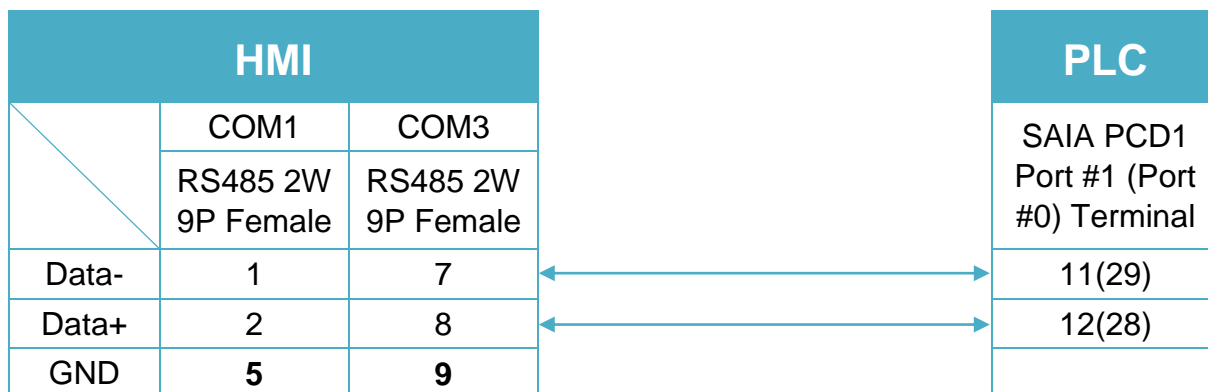 HMI
PLC
COM1 COM3
RS485 2W RS485 2W
9P Female 9P Female
SAIA PCD1
Port #1 (Port
#0) Terminal
Data- 1 7 11(29)
Data+ 2 8 12(28)
GND 5 9